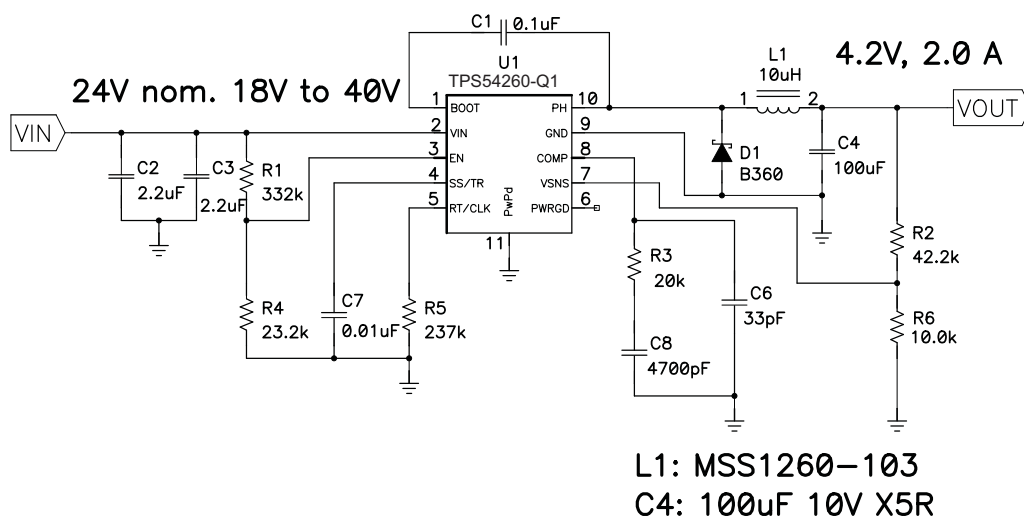 C1
0.1uF
U1
TPS54260-Q1
24V nom. 18V to 40V
L1
10uH
4.2V, 2.0 A
VIN
1
BOOT
PH
10
1
2
VOUT
2
VIN
GND
9
3
EN
COMP
8
4
SS/TR
VSNS
7
5
RT/CLK
PWRGD
6
PwPd
11
C2
2.2uF
C3
2.2uF
R1
332k
D1
B360
C4
100uF
R2
42.2k
R3
20k
R4
23.2k
C7
0.01uF
R5
237k
C6
33pF
R6
10.0k
C8
4700pF
L1: MSS1260-103
C4: 100uF 10V X5R